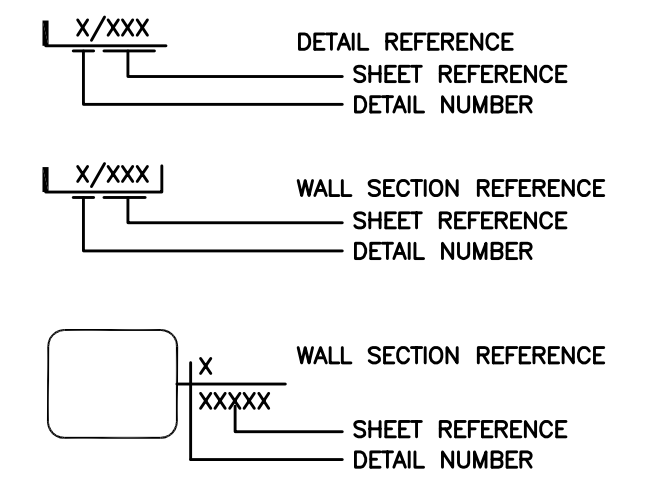 X/XXX
DETAIL REFERENCE
SHEET REFERENCE
DETAIL NUMBER
X/XXX
WALL SECTION REFERENCE
SHEET REFERENCE
DETAIL NUMBER
WALL SECTION REFERENCE
X
XXXXX
SHEET REFERENCE
DETAIL NUMBER